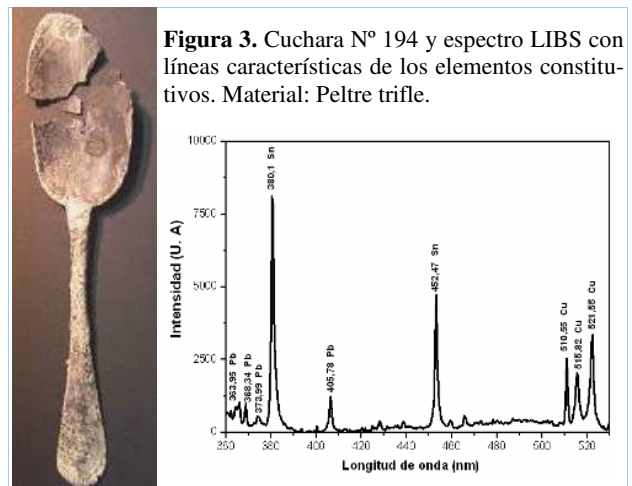 Figura 3. Cuchara Nº 194 y espectro LIBS con
líneas características de los elementos constitu-
tivos. Material: Peltre trifle.
10000
7500
5000
2500
0
Intensidad (U. A)
363,95 Pb
368,34 Pb
373,99 Pb
380,1 Sn
405,78 Pb
452,47 Sn
510,55 Cu
515,82 Cu
521,55 Cu
360 380 400 420 440 460 480 500 520
Longitud de onda (nm)